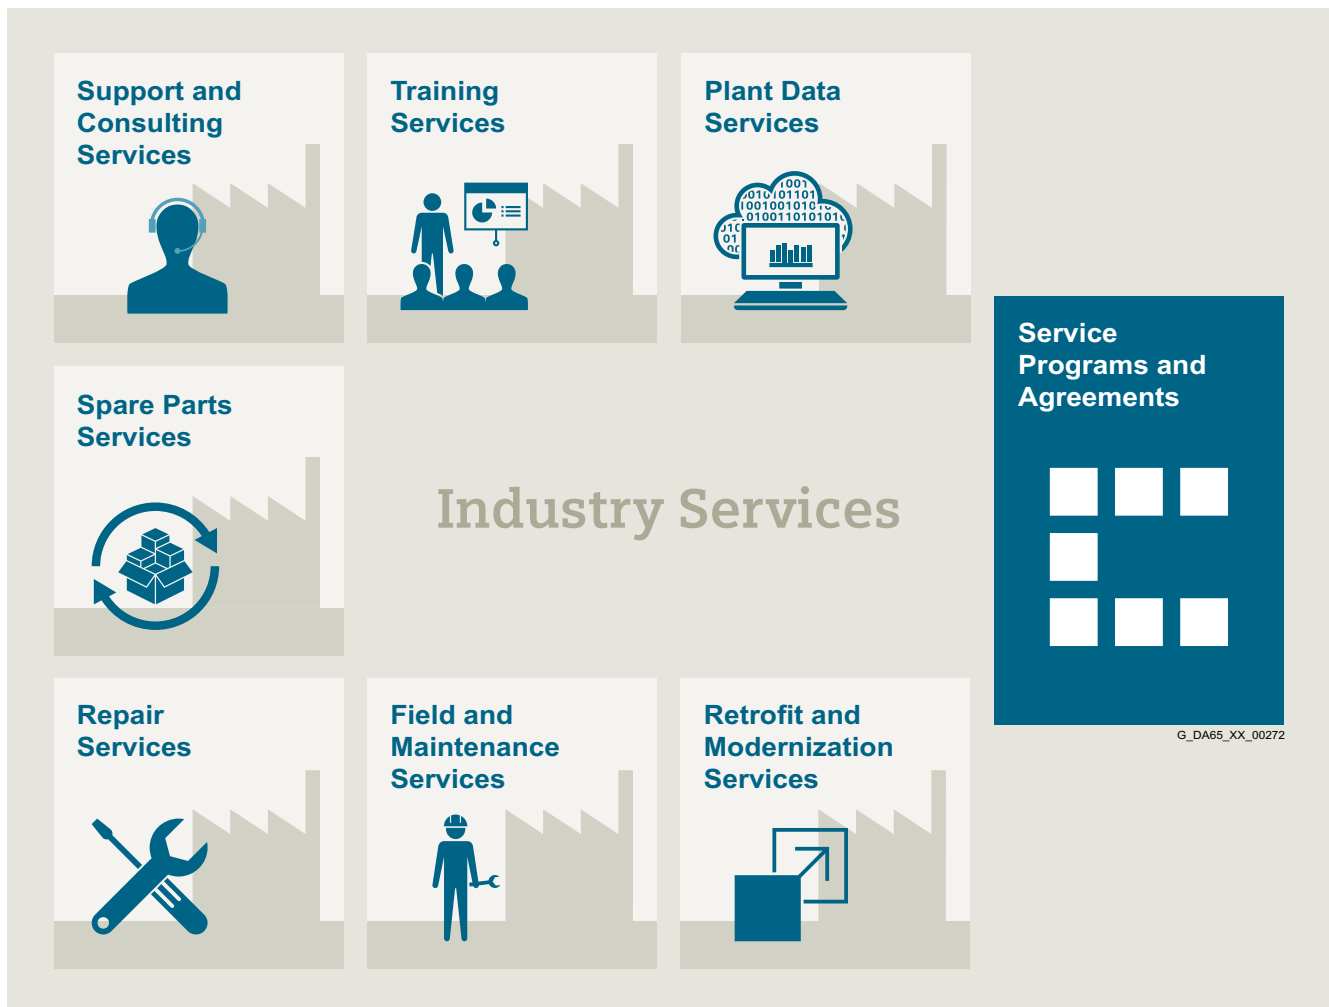 Support and
Consulting
Services
Training
Services
Plant Data
Services
Service
Programs and
Agreements
Spare Parts
Services
Industry Services
Repair
Services
Field and
Maintenance
Services
Retrofit and
Modernization
Services
G_DA65_XX_00272